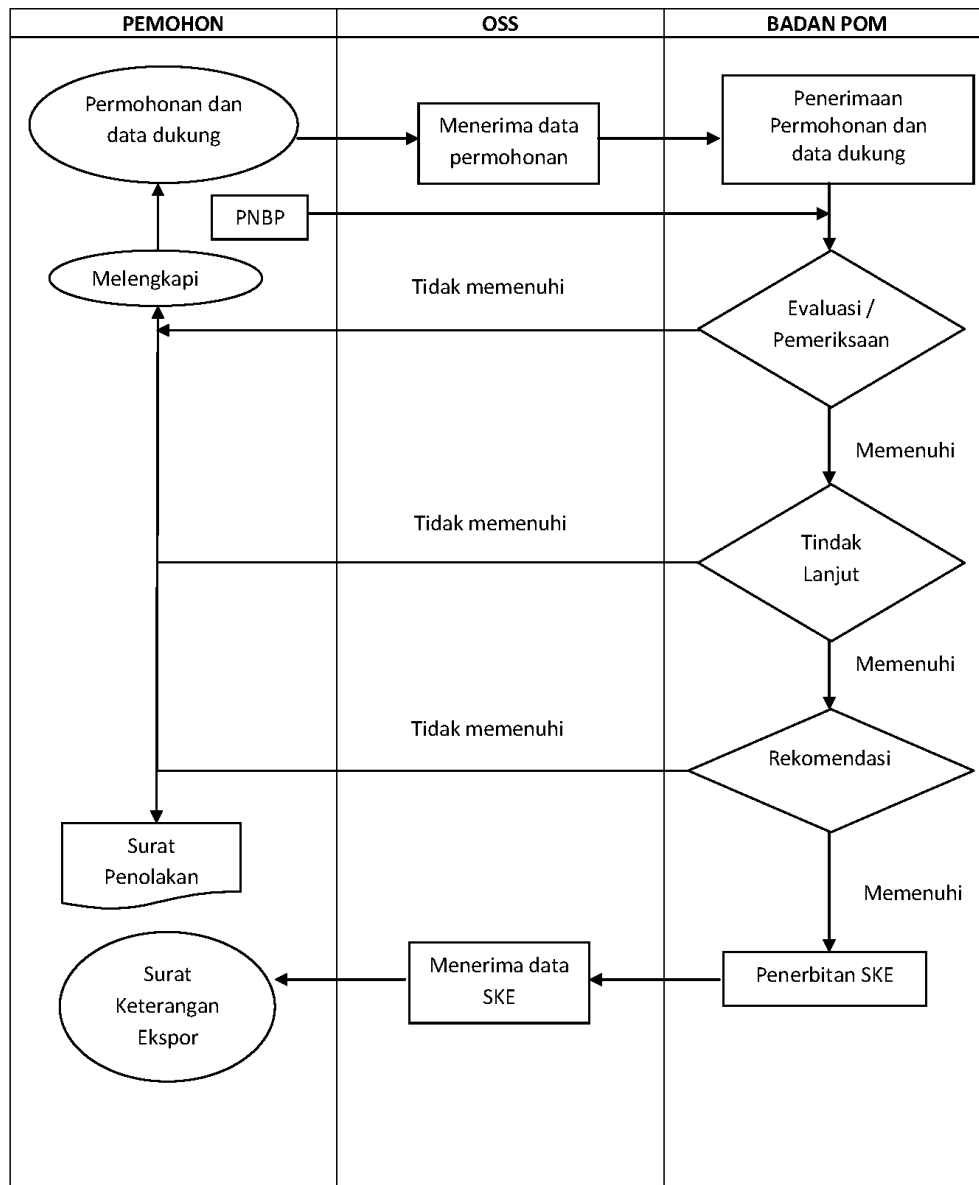 PEMOHON
OSS
BADAN POM
Permohonan dan
data dukung
Menerima data
permohonan
Penerimaan
Permohonan dan
data dukung
PNBP
Melengkapi
Tidak memenuhi
Evaluasi /
Pemeriksaan
Memenuhi
Tidak memenuhi
Tindak
Lanjut
Memenuhi
Tidak memenuhi
Rekomendasi
Surat
Penolakan
Memenuhi
Surat
Keterangan
Ekspor
Menerima data
SKE
Penerbitan SKE